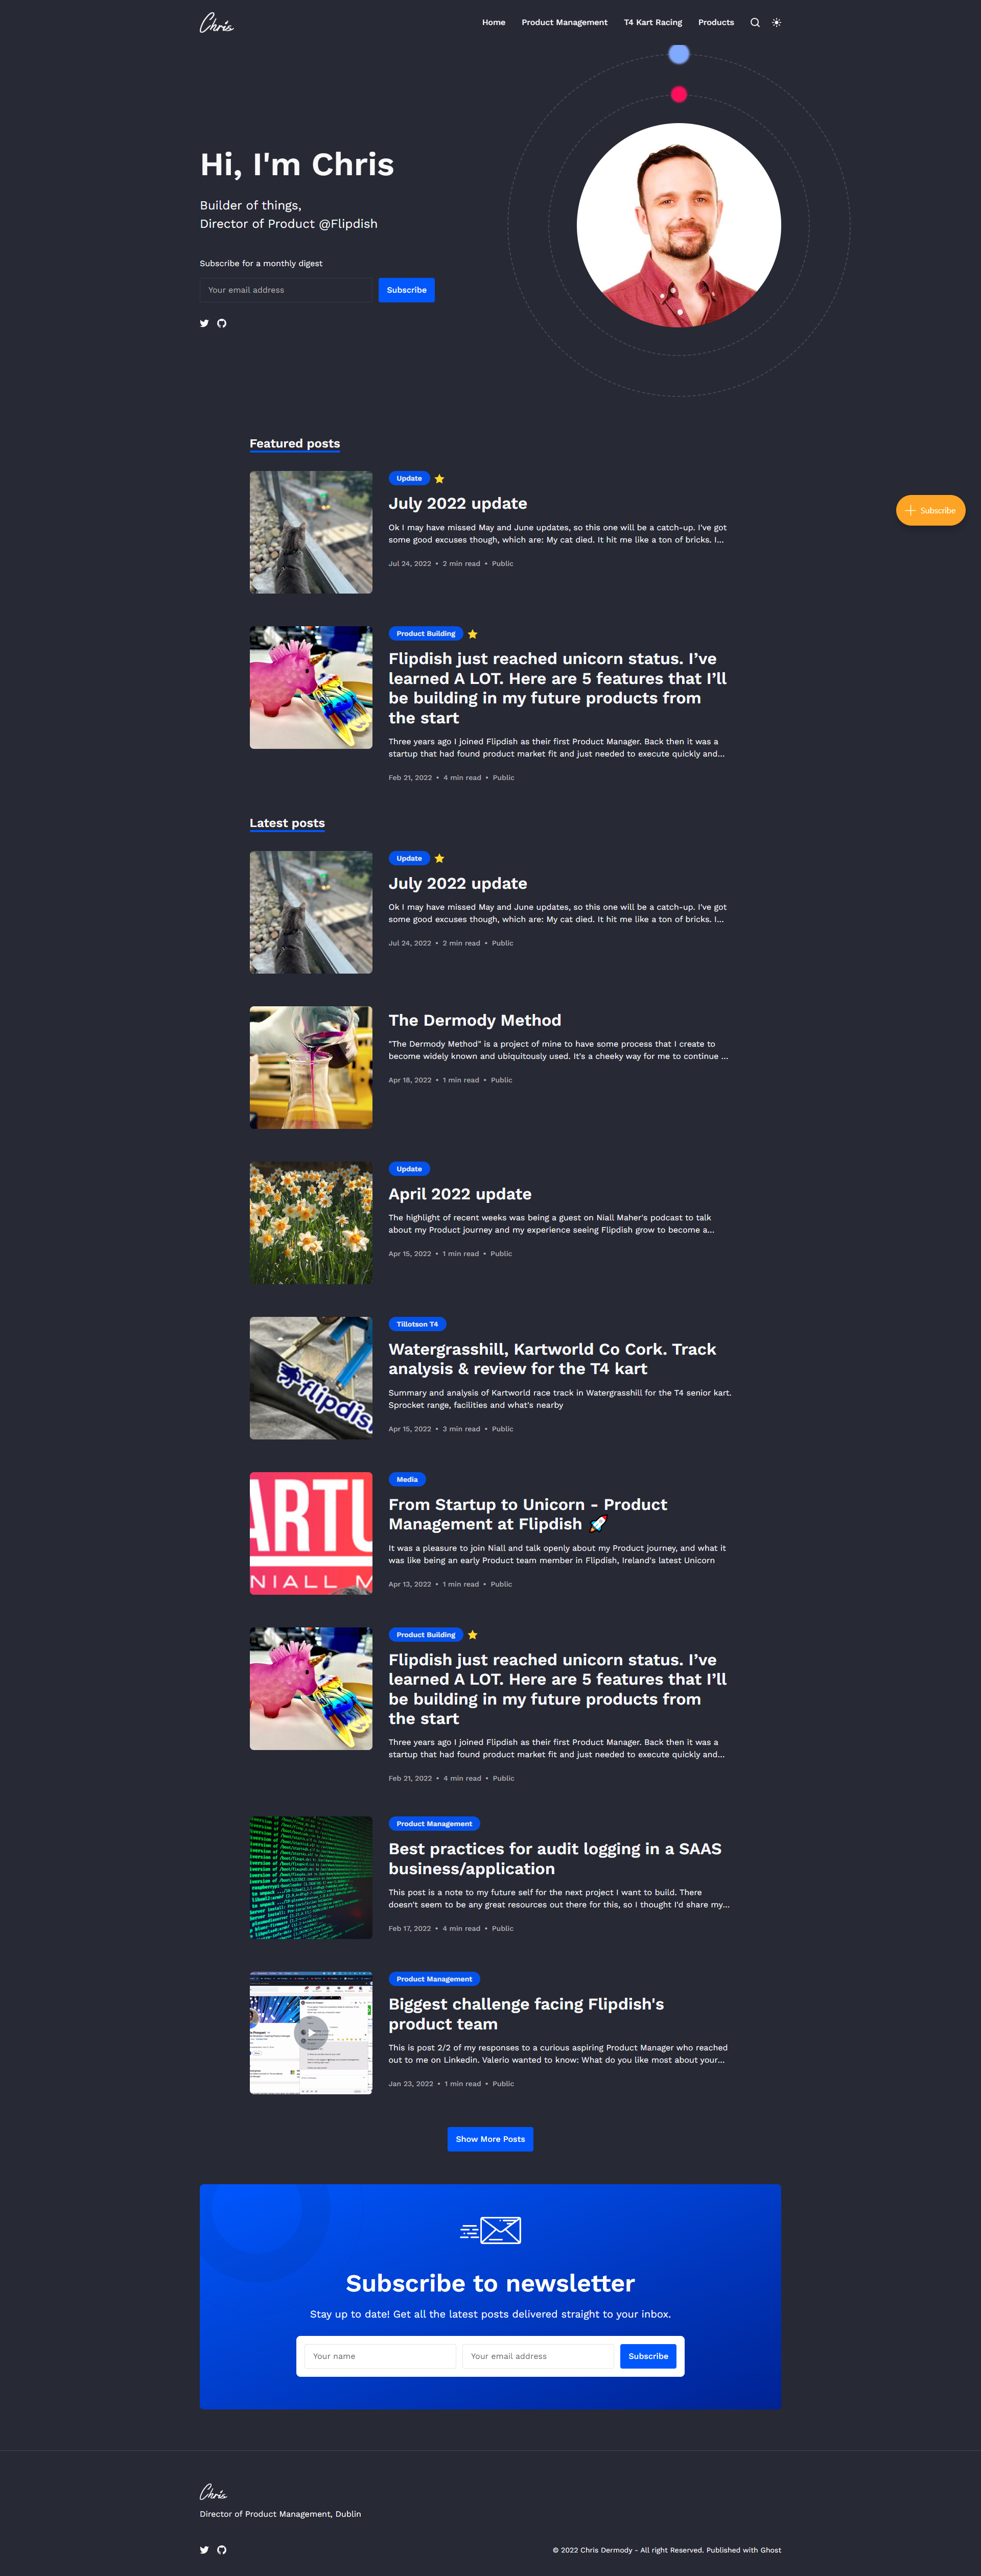 Chris
Home
Product Management
T4 Kart Racing
Products
Hi, I'm Chris
Builder of things,
Director of Product @Flipdish
Subscribe for a monthly digest
Your email address
Subscribe
Subscribe
Featured posts
Update
July 2022 update
Ok I may have missed May and June updates, so this one will be a catch-up. I've got
some good excuses though, which are: My cat died. It hit me like a ton of bricks. I...
Jul 24, 2022 • 2 min read • Public
Product Building
Flipdish just reached unicorn status. I’ve
learned A LOT. Here are 5 features that I’ll
be building in my future products from
the start
Three years ago I joined Flipdish as their first Product Manager. Back then it was a
startup that had found product market fit and just needed to execute quickly and...
Feb 21, 2022 • 4 min read • Public
Latest posts
Update
July 2022 update
Ok I may have missed May and June updates, so this one will be a catch-up. I've got
some good excuses though, which are: My cat died. It hit me like a ton of bricks. I...
Jul 24, 2022 • 2 min read • Public
The Dermody Method
"The Dermody Method" is a project of mine to have some process that I create to
become widely known and ubiquitously used. It's a cheeky way for me to continue ...
Apr 18, 2022 • 1 min read • Public
Update
April 2022 update
The highlight of recent weeks was being a guest on Niall Maher's podcast to talk
about my Product journey and my experience seeing Flipdish grow to become a...
Apr 15, 2022 • 1 min read • Public
flipdish
Tillotson T4
Watergrasshill, Kartworld Co Cork. Track
analysis & review for the T4 kart
Summary and analysis of Kartworld race track in Watergrasshill for the T4 senior kart.
Sprocket range, facilities and what's nearby
Apr 15, 2022 • 3 min read • Public
ARTU
NIALL M
Media
From Startup to Unicorn - Product
Management at Flipdish 🚀
It was a pleasure to join Niall and talk openly about my Product journey, and what it
was like being an early Product team member in Flipdish, Ireland's latest Unicorn
Apr 13, 2022 • 1 min read • Public
Product Building
Flipdish just reached unicorn status. I’ve
learned A LOT. Here are 5 features that I’ll
be building in my future products from
the start
Three years ago I joined Flipdish as their first Product Manager. Back then it was a
startup that had found product market fit and just needed to execute quickly and...
Feb 21, 2022 • 4 min read • Public
Product Management
Best practices for audit logging in a SAAS
business/application
This post is a note to my future self for the next project I want to build. There
doesn't seem to be any great resources out there for this, so I thought I'd share my...
Feb 17, 2022 • 4 min read • Public
Product Management
Biggest challenge facing Flipdish's
product team
This is post 2/2 of my responses to a curious aspiring Product Manager who reached
out to me on Linkedin. Valerio wanted to know: What do you like most about your...
Jan 23, 2022 • 1 min read • Public
Show More Posts
Subscribe to newsletter
Stay up to date! Get all the latest posts delivered straight to your inbox.
Your name
Your email address
Subscribe
Chris
Director of Product Management, Dublin
© 2022 Chris Dermody - All right Reserved. Published with Ghost